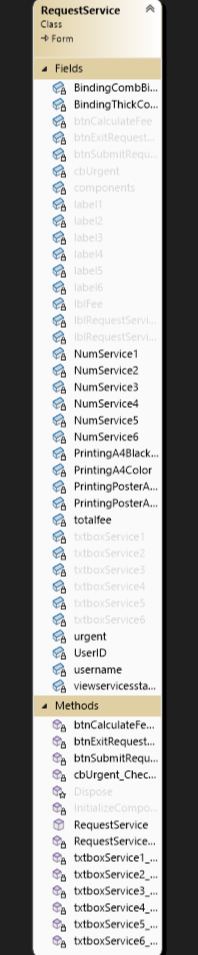 RequestService
Class
Form
Fields
BindingCombBi...
BindingThickCo...
btnCalculateFee
btnExitRequest...
btnSubmitRequ...
cbUrgent
components
label1
label2
label3
label4
label5
label6
lblFee
lblRequestServi...
lblRequestServi...
NumService1
NumService2
NumService3
NumService4
NumService5
NumService6
PrintingA4Black...
PrintingA4Color
PrintingPosterA...
PrintingPosterA...
totalfee
txtboxService1
txtboxService2
txtboxService3
txtboxService4
txtboxService5
txtboxService6
urgent
UserID
username
viewservicessta...
Methods
btnCalculateFe...
btnExitRequest...
btnSubmitRequ...
cbUrgent_Chec...
Dispose
InitializeCompo...
RequestService
RequestService...
txtboxService1_...
txtboxService2_...
txtboxService3_...
txtboxService4_...
txtboxService5_...
txtboxService6_...